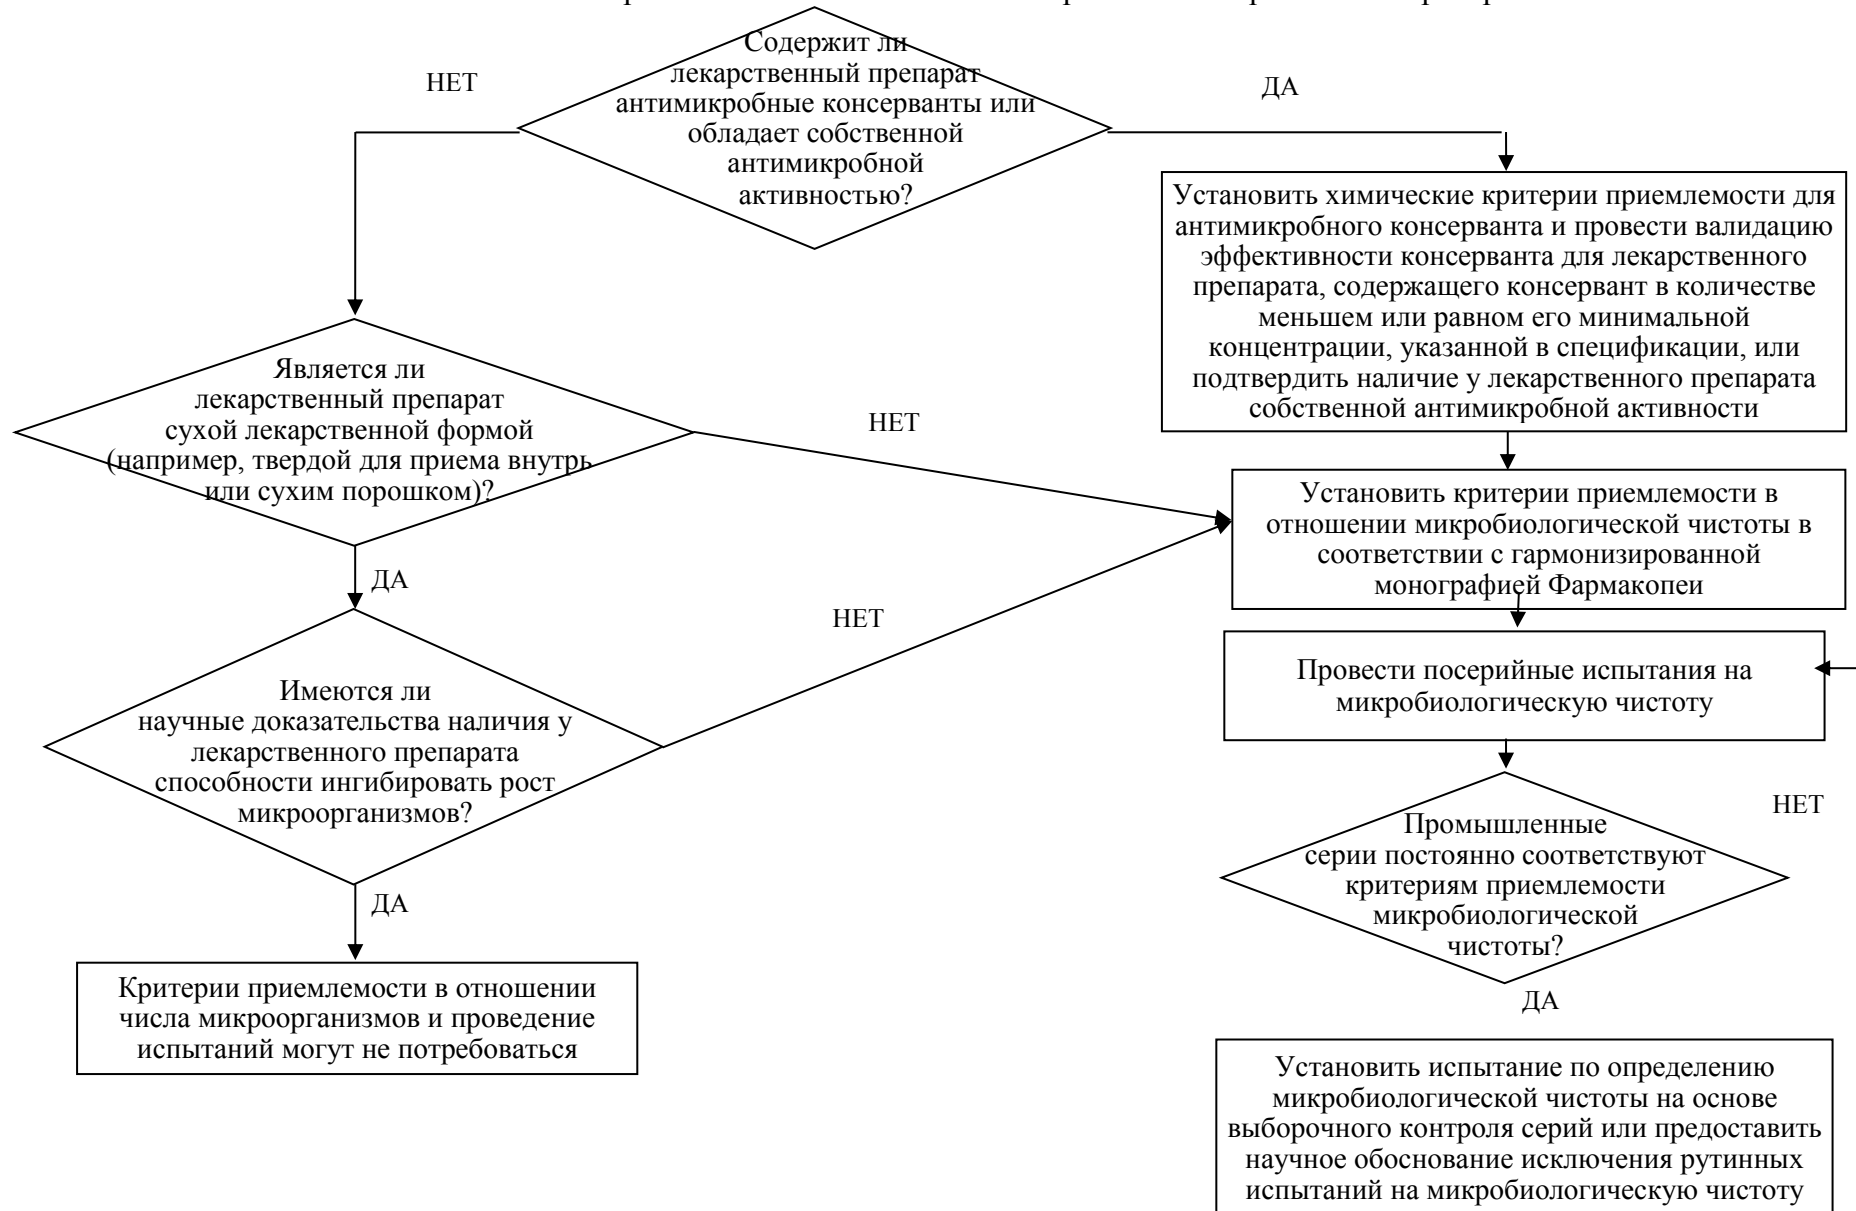 Содержит ли
лекарственный препарат
антимикробные консерванты или
обладает собственной
антимикробной
активностью?
НЕТ
ДА
Установить химические критерии приемлемости для
антимикробного консерванта и провести валидацию
эффективности консерванта для лекарственного
препарата, содержащего консервант в количестве
меньшем или равном его минимальной
концентрации, указанной в спецификации, или
подтвердить наличие у лекарственного препарата
собственной антимикробной активности
Является ли
лекарственный препарат
сухой лекарственной формой
(например, твердой для приема внутрь
или сухим порошком)?
НЕТ
Установить критерии приемлемости в
отношении микробиологической чистоты в
соответствии с гармонизированной
монографией Фармакопеи
ДА
НЕТ
Имеются ли
научные доказательства наличия у
лекарственного препарата
способности ингибировать рост
микроорганизмов?
Провести посерийные испытания на
микробиологическую чистоту
НЕТ
Промышленные
серии постоянно соответствуют
критериям приемлемости
микробиологической
чистоты?
ДА
Критерии приемлемости в отношении
числа микроорганизмов и проведение
испытаний могут не потребоваться
ДА
Установить испытание по определению
микробиологической чистоты на основе
выборочного контроля серий или предоставить
научное обоснование исключения рутинных
испытаний на микробиологическую чистоту